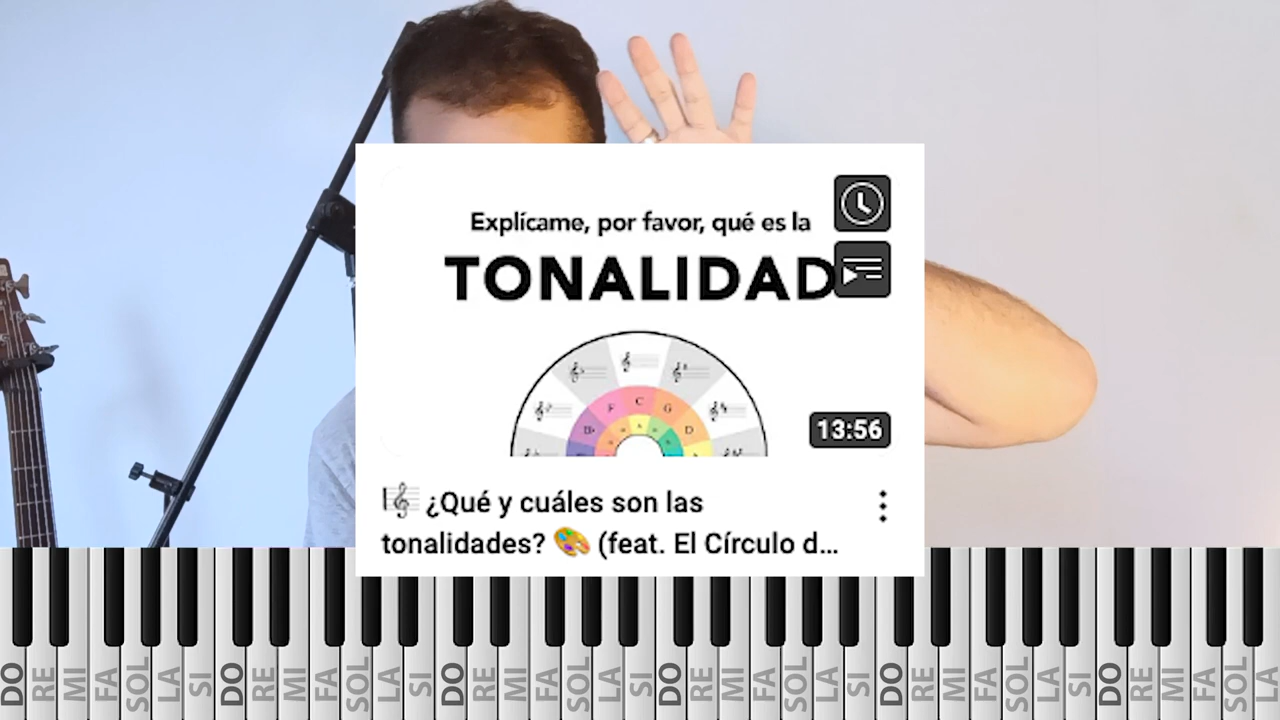 Explícame, por favor, qué es la
TONALIDAD
F C G
B♭ D
13:56
¿Qué y cuáles son las
tonalidades? 🎨 (feat. El Círculo d...
DO RE MI FA SOL LA SI DO RE MI FA SOL LA SI DO RE MI FA SOL LA SI DO RE MI FA SOL LA SI DO RE MI FA SOL LA SI DO RE MI FA SOL LA